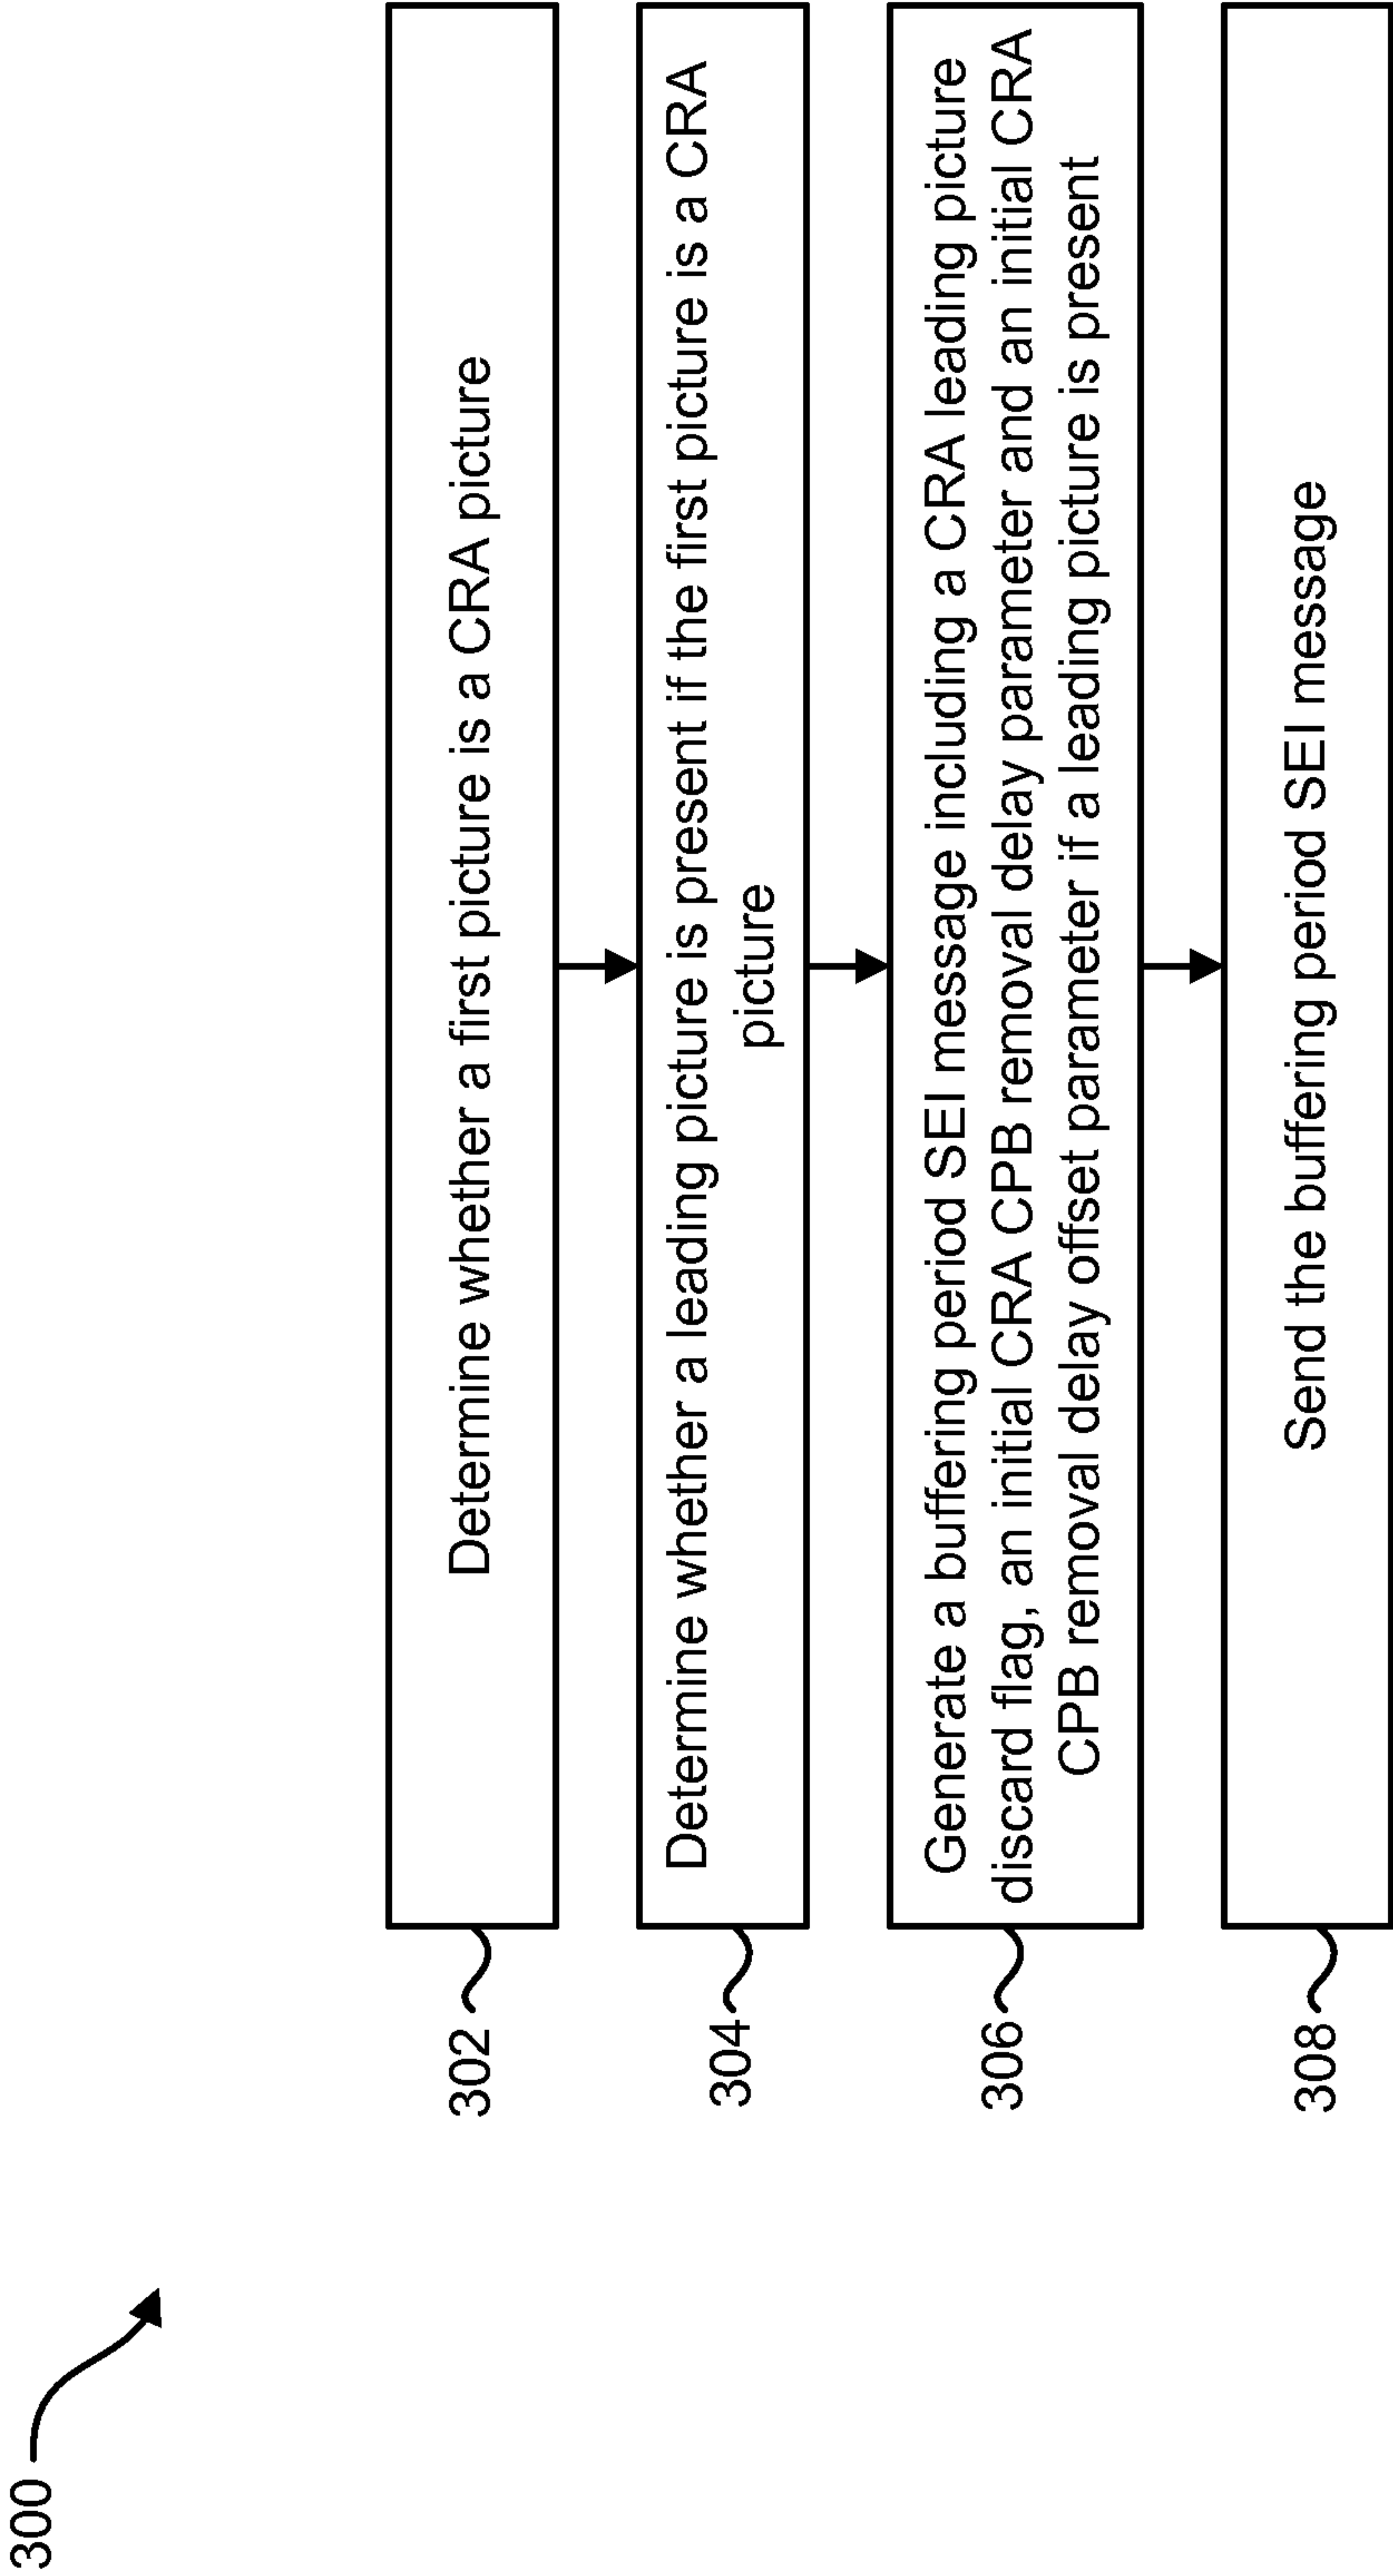 300
302
Determine whether a first picture is a CRA picture
304
Determine whether a leading picture is present if the first picture is a CRA
picture
306
Generate a buffering period SEI message including a CRA leading picture
discard flag, an initial CRA CPB removal delay parameter and an initial CRA
CPB removal delay offset parameter if a leading picture is present
308
Send the buffering period SEI message